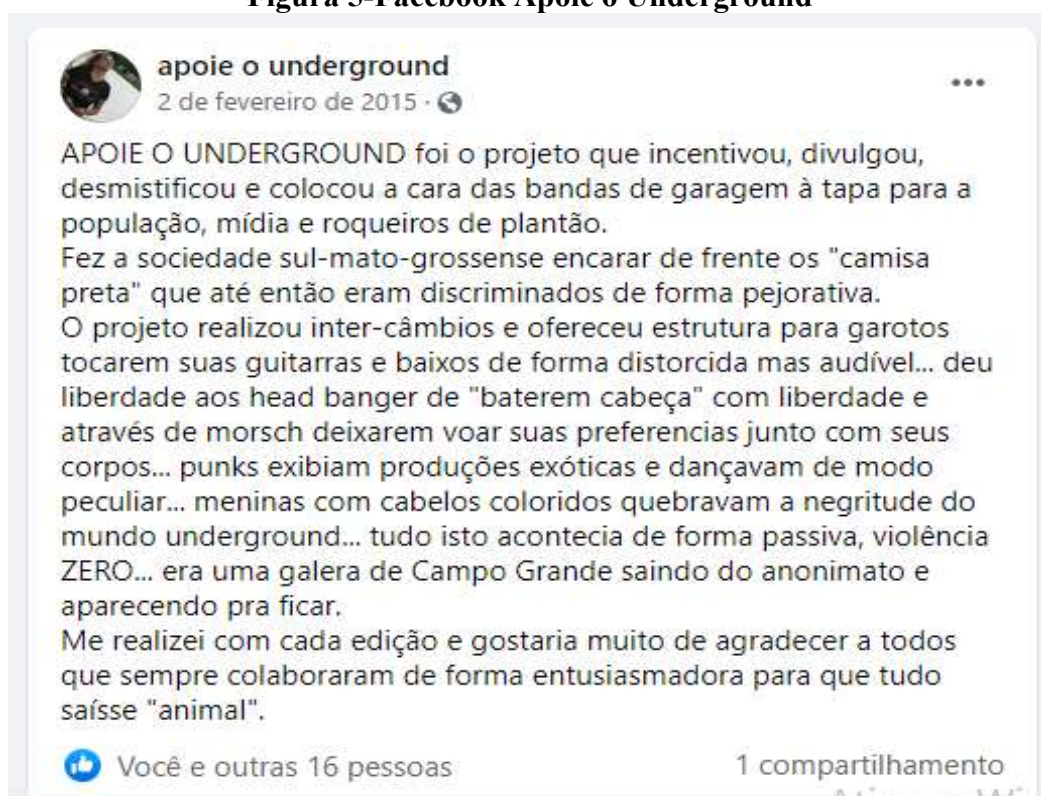 Figura 5-Facebook Apoie o Underground
apoie o underground
2 de fevereiro de 2015 ·
APOIE O UNDERGROUND foi o projeto que incentivou, divulgou,
desmistificou e colocou a cara das bandas de garagem à tapa para a
população, mídia e roqueiros de plantão.
Fez a sociedade sul-mato-grossense encarar de frente os "camisa
preta" que até então eram discriminados de forma pejorativa.
O projeto realizou inter-câmbios e ofereceu estrutura para garotos
tocarem suas guitarras e baixos de forma distorcida mas audível... deu
liberdade aos head banger de "baterem cabeça" com liberdade e
através de morsch deixarem voar suas preferencias junto com seus
corpos... punks exibiam produções exóticas e dançavam de modo
peculiar... meninas com cabelos coloridos quebravam a negritude do
mundo underground... tudo isto acontecia de forma passiva, violência
ZERO... era uma galera de Campo Grande saindo do anonimato e
aparecendo pra ficar.
Me realizei com cada edição e gostaria muito de agradecer a todos
que sempre colaboraram de forma entusiasmadora para que tudo
saísse "animal".
Você e outras 16 pessoas
1 compartilhamento